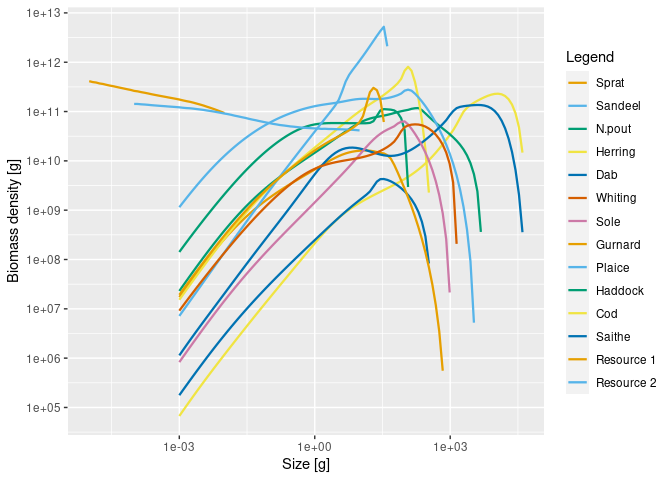 1e+13
1e+12
1e+11
1e+10
1e+09
1e+08
1e+07
1e+06
1e+05
Biomass density [g]
1e-03
1e+00
1e+03
Size [g]
Legend
Sprat
Sandeel
N.pout
Herring
Dab
Whiting
Sole
Gurnard
Plaice
Haddock
Cod
Saithe
Resource 1
Resource 2